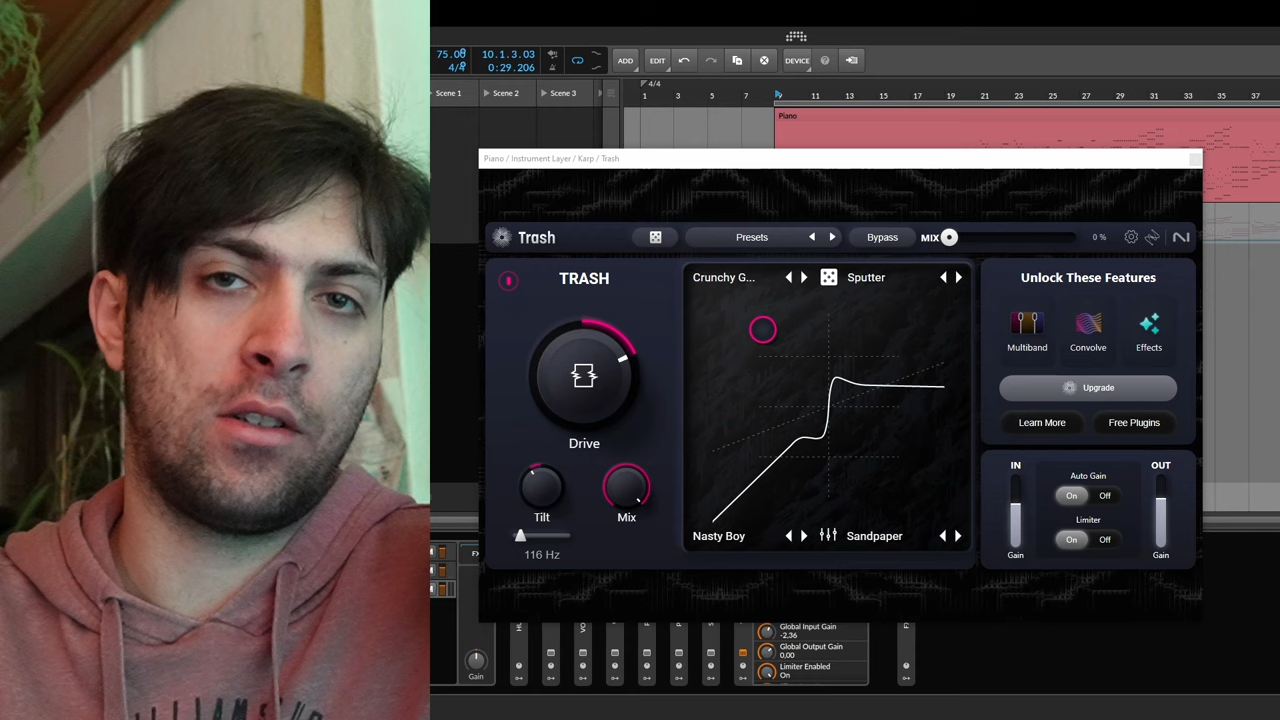 75.00
4/4
10.1.3.03
0:29.206
ADD
EDIT
DEVICE
?
Scene 1
Scene 2
Scene 3
4/4
1
3
5
7
9
11
13
15
17
19
21
23
25
27
29
31
33
35
37
Piano
Piano / Instrument Layer / Karp / Trash
Trash
Presets
Bypass
MIX
0 %
TRASH
Drive
Tilt
Mix
116 Hz
Crunchy G...
Sputter
Nasty Boy
Sandpaper
Unlock These Features
Multiband
Convolve
Effects
Upgrade
Learn More
Free Plugins
IN
Gain
Auto Gain
On
Off
Limiter
On
Off
OUT
Gain
FX
Gain
Global Input Gain
-2,36
Global Output Gain
0,00
Limiter Enabled
On